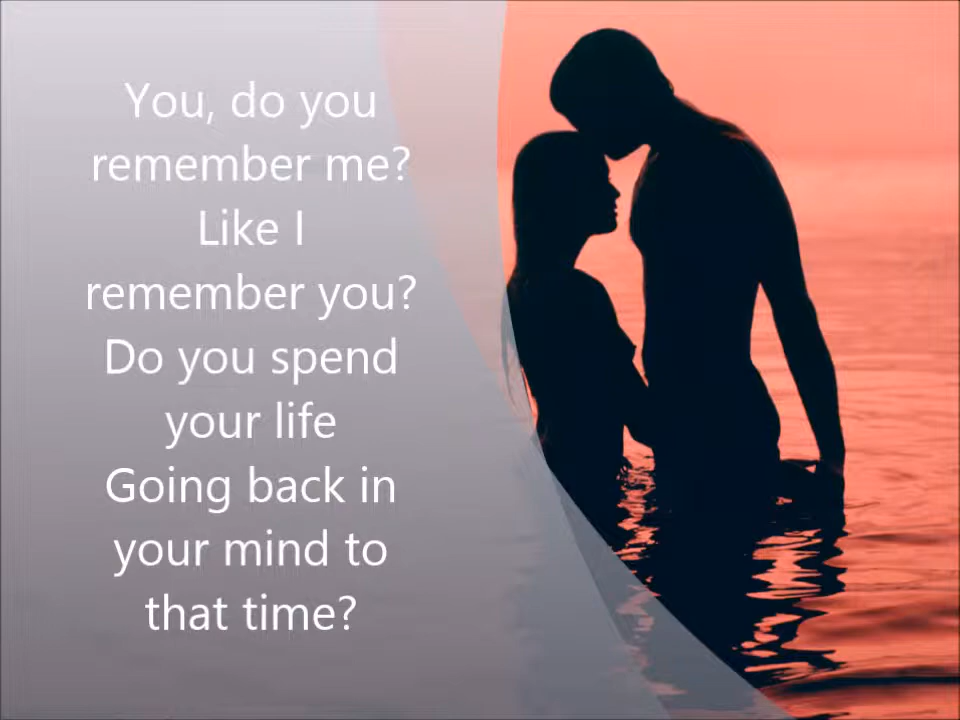 You, do you
remember me?
Like I
remember you?
Do you spend
your life
Going back in
your mind to
that time?